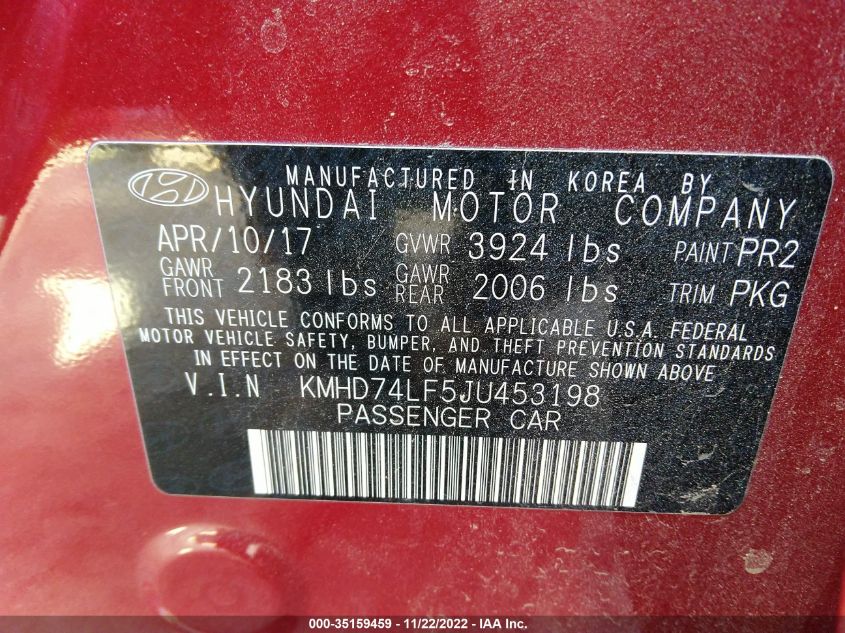 MANUFACTURED IN KOREA BY
HYUNDAI MOTOR COMPANY
APR/10/17 GVWR 3924 lbs PAINT PR2
GAWR FRONT 2183 lbs GAWR REAR 2006 lbs TRIM PKG
THIS VEHICLE CONFORMS TO ALL APPLICABLE U.S.A. FEDERAL
MOTOR VEHICLE SAFETY, BUMPER, AND THEFT PREVENTION STANDARDS
IN EFFECT ON THE DATE OF MANUFACTURE SHOWN ABOVE
V.I.N KMHD74LF5JU453198
PASSENGER CAR
000-35159459 - 11/22/2022 - IAA Inc.